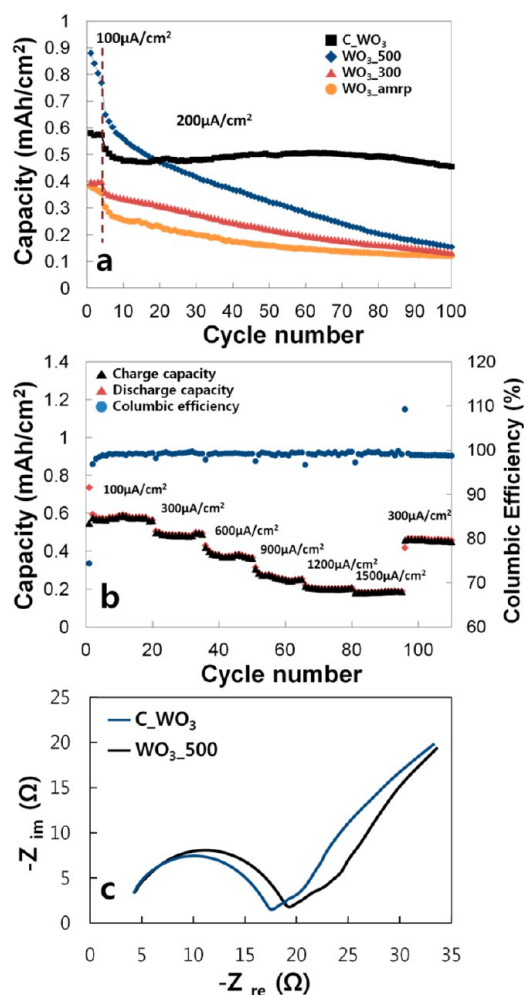 1
0.9
0.8
0.7
0.6
0.5
0.4
0.3
0.2
0.1
0
Capacity (mAh/cm²)
100μA/cm²
200μA/cm²
C_WO₃
WO₃_500
WO₃_300
WO₃_amrp
a
0 10 20 30 40 50 60 70 80 90 100
Cycle number
1.4
1.2
1
0.8
0.6
0.4
0.2
0
Capacity (mAh/cm²)
Charge capacity
Discharge capacity
Columbic efficiency
100μA/cm²
300μA/cm²
600μA/cm²
900μA/cm²
1200μA/cm²
1500μA/cm²
300μA/cm²
b
120
110
100
90
80
70
60
Columbic Efficiency (%)
0 20 40 60 80 100
Cycle number
25
20
15
10
5
0
-Z im (Ω)
C_WO₃
WO₃_500
c
0 5 10 15 20 25 30 35
-Z re (Ω)